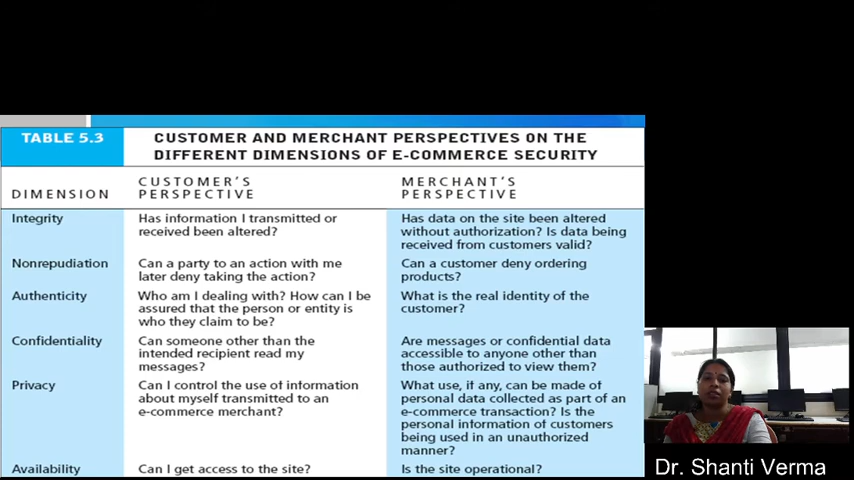 TABLE 5.3
CUSTOMER AND MERCHANT PERSPECTIVES ON THE
DIFFERENT DIMENSIONS OF E-COMMERCE SECURITY
DIMENSION
CUSTOMER'S
PERSPECTIVE
MERCHANT'S
PERSPECTIVE
Integrity
Has information I transmitted or
received been altered?
Has data on the site been altered
without authorization? Is data being
received from customers valid?
Nonrepudiation
Can a party to an action with me
later deny taking the action?
Can a customer deny ordering
products?
Authenticity
Who am I dealing with? How can I be
assured that the person or entity is
who they claim to be?
What is the real identity of the
customer?
Confidentiality
Can someone other than the
intended recipient read my
messages?
Are messages or confidential data
accessible to anyone other than
those authorized to view them?
Privacy
Can I control the use of information
about myself transmitted to an
e-commerce merchant?
What use, if any, can be made of
personal data collected as part of an
e-commerce transaction? Is the
personal information of customers
being used in an unauthorized
manner?
Availability
Can I get access to the site?
Is the site operational?
Dr. Shanti Verma